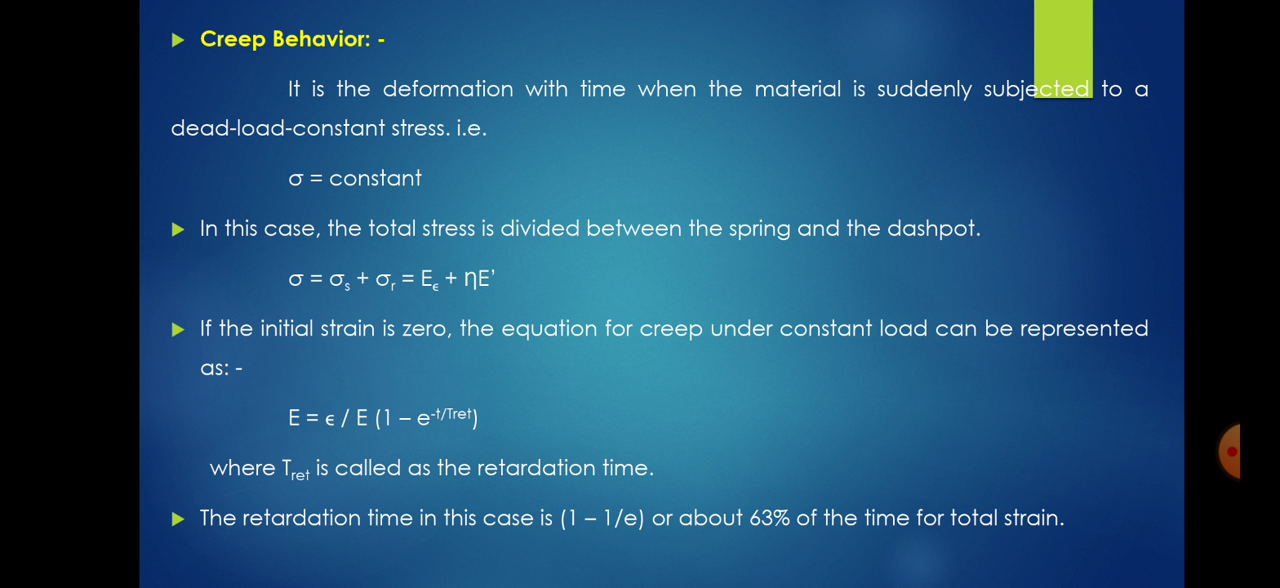 Creep Behavior: -
It is the deformation with time when the material is suddenly subjected to a
dead-load-constant stress. i.e.
σ = constant
In this case, the total stress is divided between the spring and the dashpot.
σ = σs + σr = Eϵ + ηE’
If the initial strain is zero, the equation for creep under constant load can be represented
as: -
E = ϵ / E (1 – e-t/Tret)
where Tret is called as the retardation time.
The retardation time in this case is (1 – 1/e) or about 63% of the time for total strain.